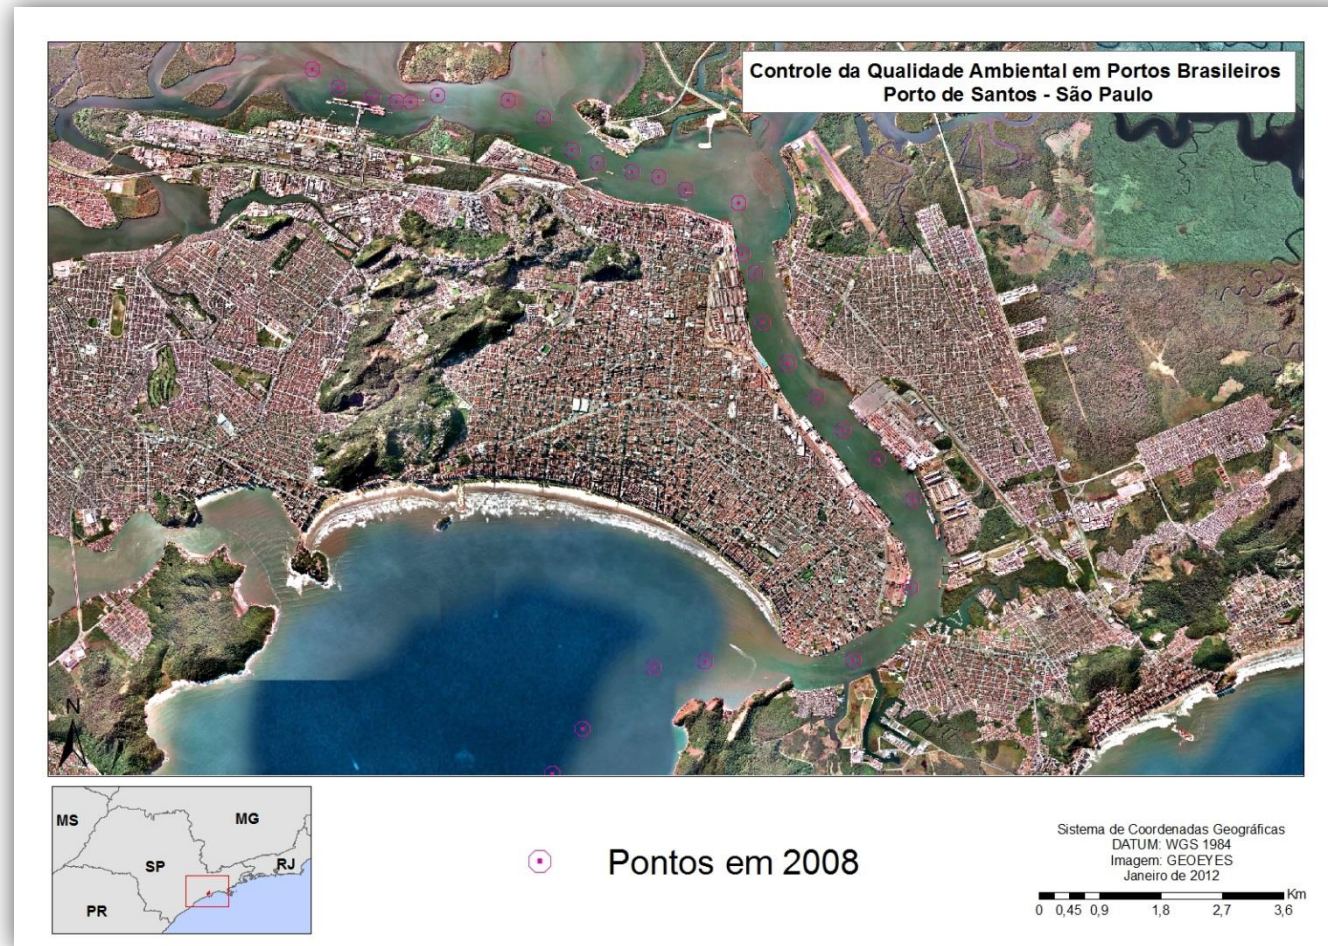 Controle da Qualidade Ambiental em Portos Brasileiros
Porto de Santos - São Paulo
N
MS
MG
SP
RJ
PR
Pontos em 2008
Sistema de Coordenadas Geográficas
DATUM: WGS 1984
Imagem: GEOEYES
Janeiro de 2012
Km
0 0,45 0,9 1,8 2,7 3,6